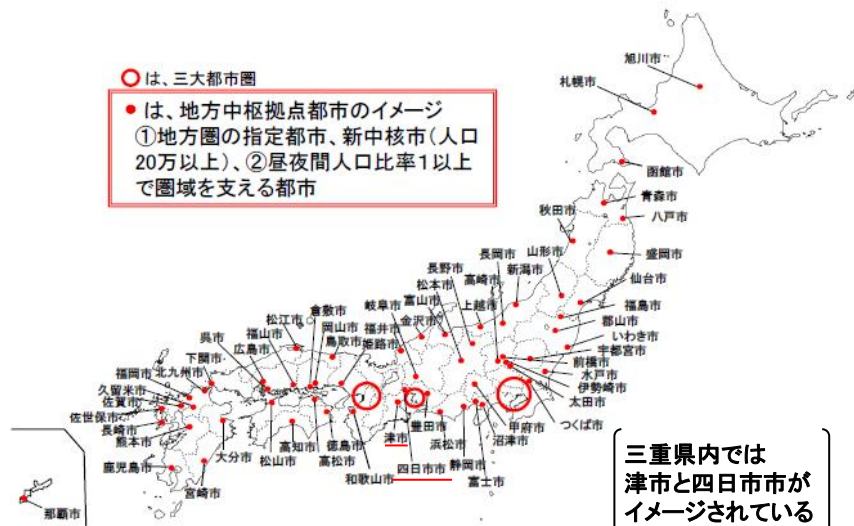 は、三大都市圏
● は、地方中枢拠点都市のイメージ
①地方圏の指定都市、新中核市(人口
20万以上)、②昼夜間人口比率1以上
で圏域を支える都市
旭川市
札幌市
函館市
青森市
八戸市
秋田市
盛岡市
山形市
仙台市
福島市
郡山市
いわき市
宇都宮市
前橋市
水戸市
伊勢崎市
太田市
つくば市
長岡市
新潟市
高崎市
長野市
松本市
上越市
富山市
金沢市
岐阜市
福井市
姫路市
鳥取市
岡山市
倉敷市
松江市
福山市
広島市
呉市
下関市
北九州市
福岡市
久留米市
佐賀市
佐世保市
長崎市
熊本市
鹿児島市
宮崎市
大分市
松山市
高知市
高松市
徳島市
和歌山市
津市
四日市市
豊田市
浜松市
静岡市
富士市
沼津市
甲府市
那覇市
三重県内では
津市と四日市市が
イメージされている